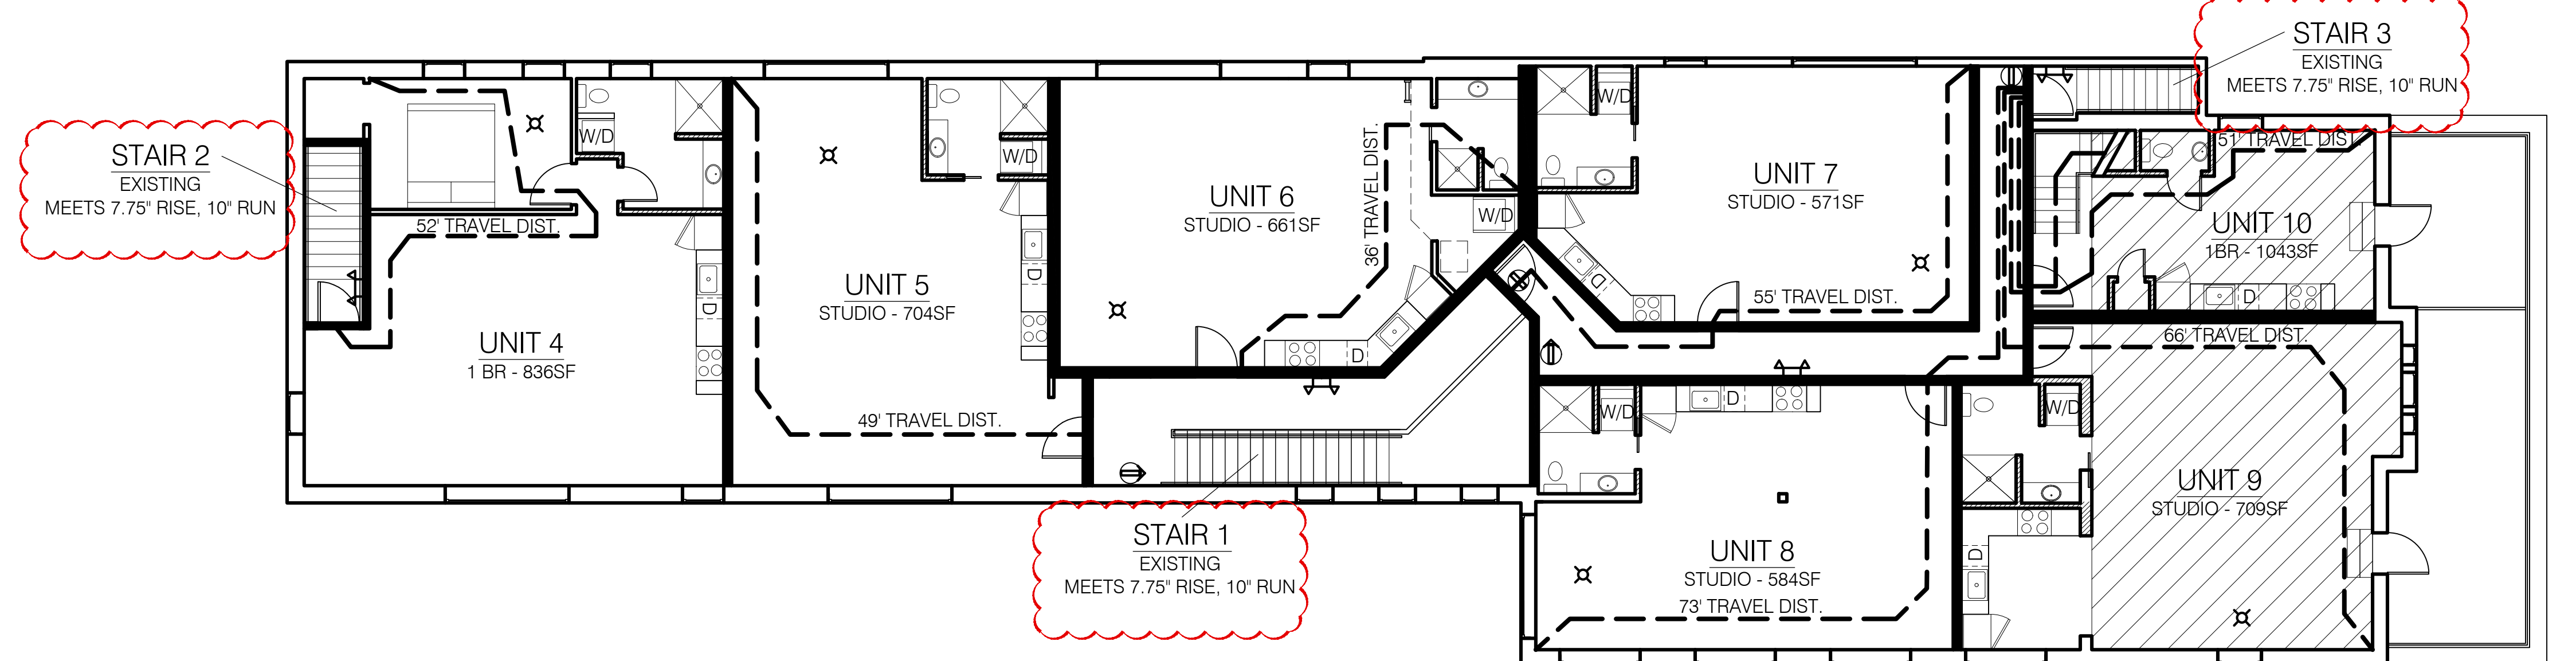 STAIR 3
EXISTING
MEETS 7.75" RISE, 10" RUN
STAIR 2
EXISTING
MEETS 7.75" RISE, 10" RUN
W/D
52' TRAVEL DIST.
UNIT 4
1 BR - 836SF
D
W/D
UNIT 5
STUDIO - 704SF
D
49' TRAVEL DIST.
UNIT 6
STUDIO - 661SF
36' TRAVEL DIST.
W/D
D
STAIR 1
EXISTING
MEETS 7.75" RISE, 10" RUN
W/D
UNIT 7
STUDIO - 571SF
D
55' TRAVEL DIST.
W/D
D
UNIT 8
STUDIO - 584SF
73' TRAVEL DIST.
51' TRAVEL DIS
UNIT 10
1BR - 1043SF
D
66' TRAVEL DIST.
W/D
UNIT 9
STUDIO - 709SF
D